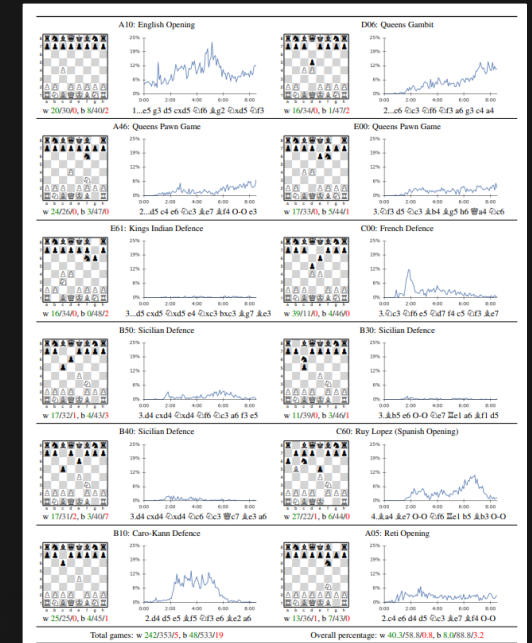 A10: English Opening
w 20/30/0, b 8/40/2
1...e5 g3 d5 cxd5 ♘f6 ♗g2 ♘xd5 ♘f3
D06: Queens Gambit
w 16/34/0, b 1/47/2
2...c6 ♘c3 ♘f6 ♘f3 a6 g3 c4 a4
A46: Queens Pawn Game
w 24/26/0, b 3/47/0
2...d5 c4 e6 ♘c3 ♗e7 ♗f4 O-O e3
E00: Queens Pawn Game
w 17/33/0, b 5/44/1
3.♘f3 d5 ♘c3 ♗b4 ♗g5 h6 ♕a4 ♘c6
E61: Kings Indian Defence
w 16/34/0, b 0/48/2
3...d5 cxd5 ♘xd5 e4 ♘xc3 bxc3 ♗g7 ♗e3
C00: French Defence
w 39/11/0, b 4/46/0
3.♘c3 ♘f6 e5 ♘d7 f4 c5 ♘f3 ♗e7
B50: Sicilian Defence
w 17/32/1, b 4/43/3
3.d4 cxd4 ♘xd4 ♘f6 ♘c3 a6 f3 e5
B30: Sicilian Defence
w 11/39/0, b 3/46/1
3.♗b5 e6 O-O ♘e7 ♖e1 a6 ♗f1 d5
B40: Sicilian Defence
w 17/31/2, b 3/40/7
3.d4 cxd4 ♘xd4 ♘c6 ♘c3 ♕c7 ♗e3 a6
C60: Ruy Lopez (Spanish Opening)
w 27/22/1, b 6/44/0
4.♗a4 ♗e7 O-O ♘f6 ♖e1 b5 ♗b3 O-O
B10: Caro-Kann Defence
w 25/25/0, b 4/45/1
2.d4 d5 e5 ♗f5 ♘f3 e6 ♗e2 a6
A05: Reti Opening
w 13/36/1, b 7/43/0
2.c4 e6 d4 d5 ♘c3 ♗e7 ♗f4 O-O
Total games: w 242/353/5, b 48/533/19
Overall percentage: w 40.3/58.8/0.8, b 8.0/88.8/3.2